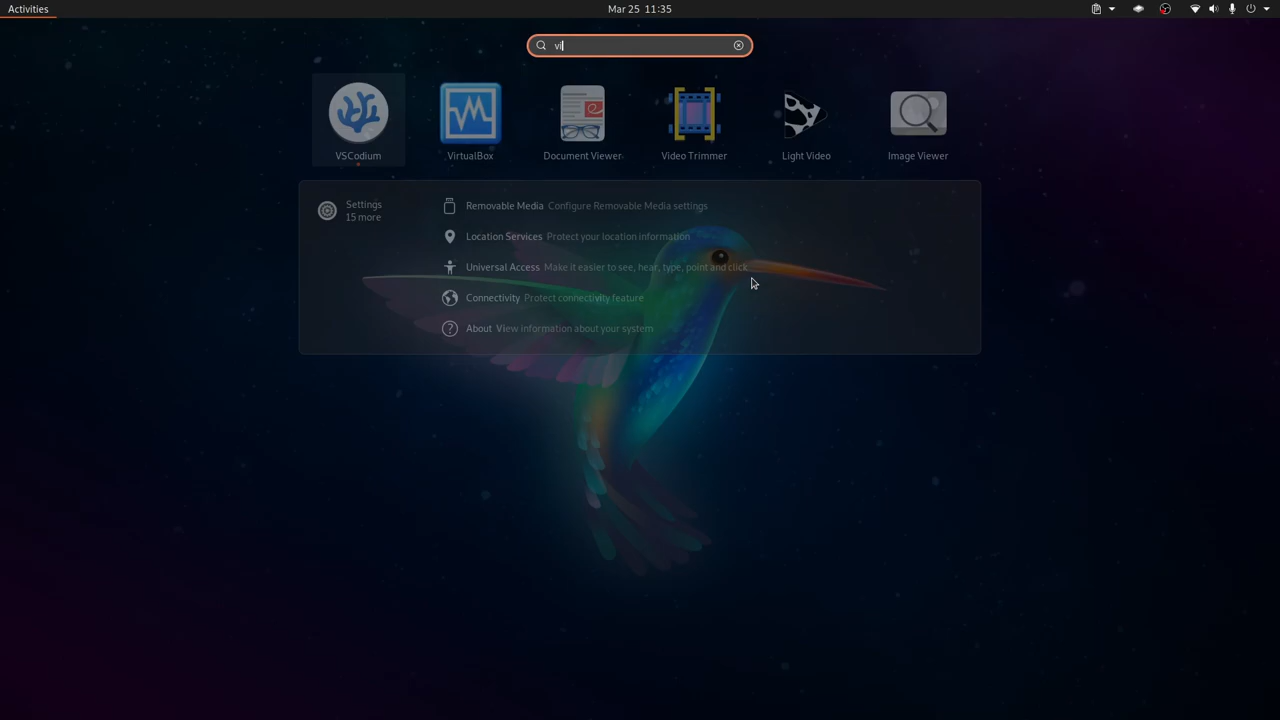 Activities
Mar 25 11:35
vi
VSCodium
VirtualBox
Document Viewer
Video Trimmer
Light Video
Image Viewer
Settings
15 more
Removable Media Configure Removable Media settings
Location Services Protect your location information
Universal Access Make it easier to see, hear, type, point and click
Connectivity Protect connectivity feature
About View information about your system